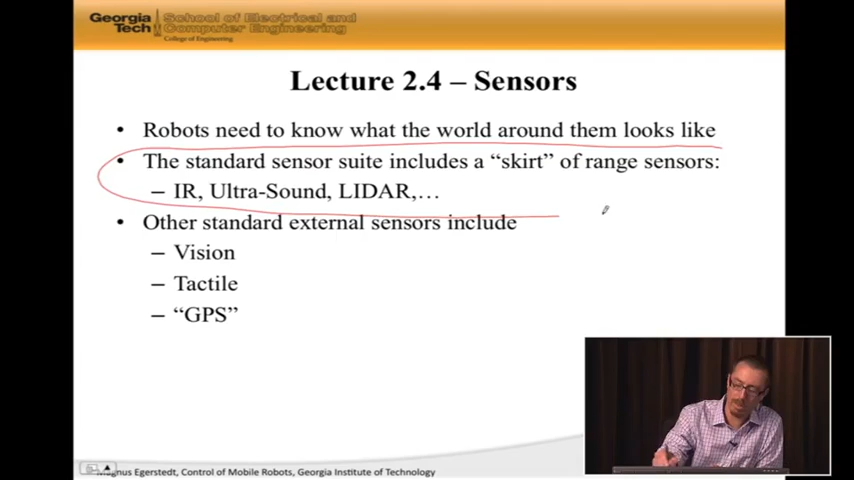 Georgia Tech
School of Electrical and Computer Engineering
College of Engineering
Lecture 2.4 – Sensors
• Robots need to know what the world around them looks like
• The standard sensor suite includes a “skirt” of range sensors:
– IR, Ultra-Sound, LIDAR,…
• Other standard external sensors include
– Vision
– Tactile
– “GPS”
Magnus Egerstedt, Control of Mobile Robots, Georgia Institute of Technology